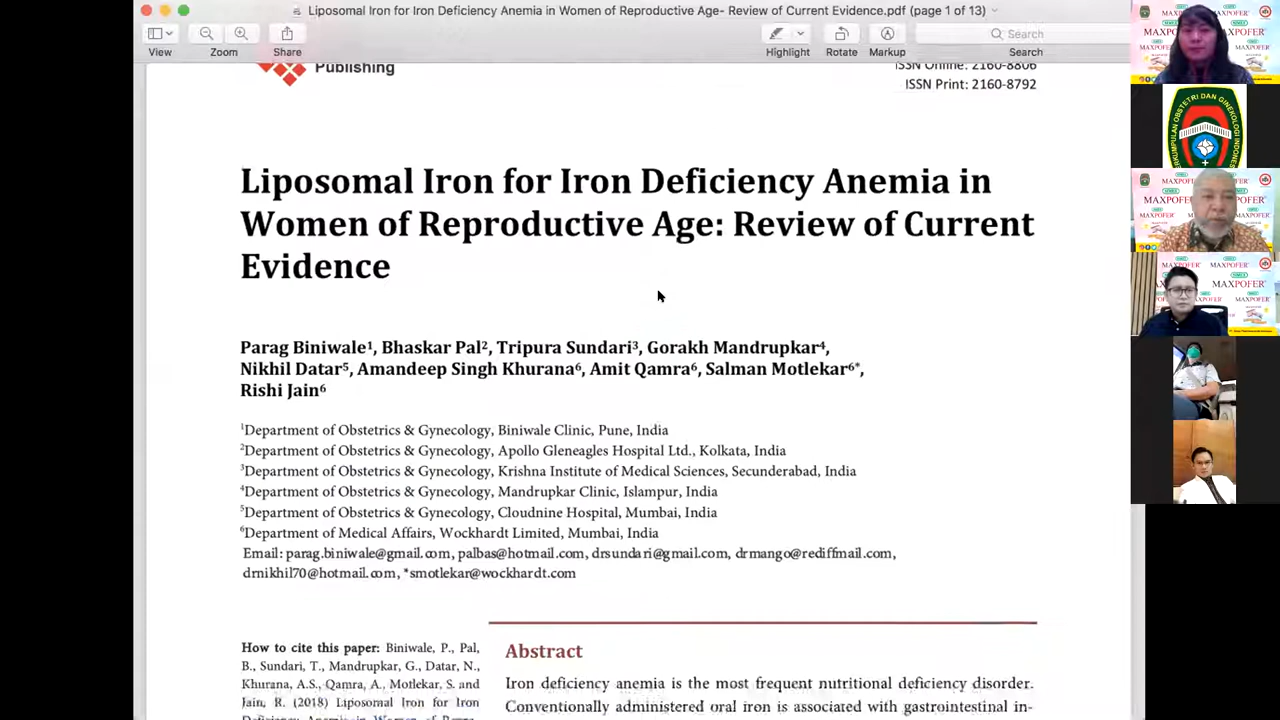 Liposomal Iron for Iron Deficiency Anemia in Women of Reproductive Age- Review of Current Evidence.pdf (page 1 of 13)
View
Zoom
Share
Highlight
Rotate
Markup
Search
Search
Publishing
ISSN Online: 2160-8806
ISSN Print: 2160-8792
Liposomal Iron for Iron Deficiency Anemia in
Women of Reproductive Age: Review of Current
Evidence
Parag Biniwale1, Bhaskar Pal2, Tripura Sundari3, Gorakh Mandrupkar4,
Nikhil Datar5, Amandeep Singh Khurana6, Amit Qamra6, Salman Motlekar6*,
Rishi Jain6
1Department of Obstetrics & Gynecology, Biniwale Clinic, Pune, India
2Department of Obstetrics & Gynecology, Apollo Gleneagles Hospital Ltd., Kolkata, India
3Department of Obstetrics & Gynecology, Krishna Institute of Medical Sciences, Secunderabad, India
4Department of Obstetrics & Gynecology, Mandrupkar Clinic, Islampur, India
5Department of Obstetrics & Gynecology, Cloudnine Hospital, Mumbai, India
6Department of Medical Affairs, Wockhardt Limited, Mumbai, India
Email: parag.biniwale@gmail.com, palbas@hotmail.com, drsundari@gmail.com, drmango@rediffmail.com,
drnikhil70@hotmail.com, *smotlekar@wockhardt.com
How to cite this paper: Biniwale, P., Pal,
B., Sundari, T., Mandrupkar, G., Datar, N.,
Khurana, A.S., Qamra, A., Motlekar, S. and
Jain, R. (2018) Liposomal Iron for Iron
Abstract
Iron deficiency anemia is the most frequent nutritional deficiency disorder.
Conventionally administered oral iron is associated with gastrointestinal in-
PERKUMPULAN OBSTETRI DAN GINEKOLOGI INDONESIA
MAXPOFER